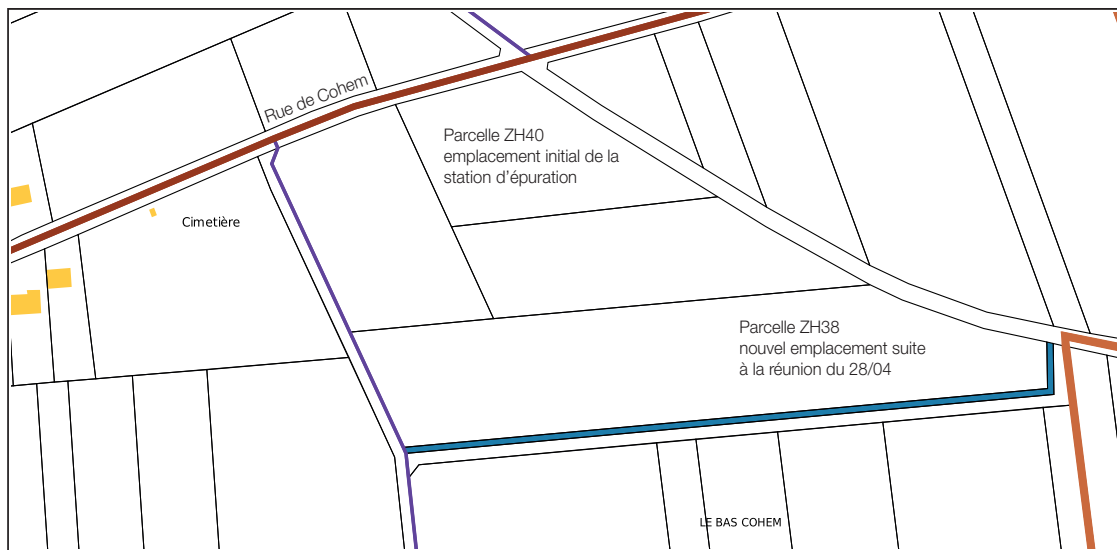 Rue de Cohem
Parcelle ZH40
emplacement initial de la
station d'épuration
Cimetière
Parcelle ZH38
nouvel emplacement suite
à la réunion du 28/04
LE BAS COHEM